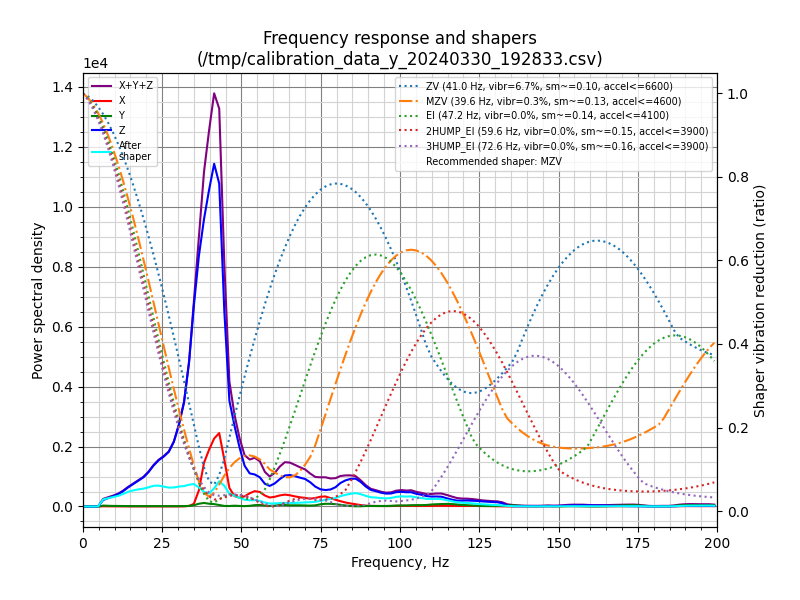 Frequency response and shapers
(/tmp/calibration_data_y_20240330_192833.csv)
1e4
X+Y+Z
X
Y
Z
After
shaper
ZV (41.0 Hz, vibr=6.7%, sm~=0.10, accel<=6600)
MZV (39.6 Hz, vibr=0.3%, sm~=0.13, accel<=4600)
EI (47.2 Hz, vibr=0.0%, sm~=0.14, accel<=4100)
2HUMP_EI (59.6 Hz, vibr=0.0%, sm~=0.15, accel<=3900)
3HUMP_EI (72.6 Hz, vibr=0.0%, sm~=0.16, accel<=3900)
Recommended shaper: MZV
1.4
1.2
1.0
0.8
0.6
0.4
0.2
0.0
Power spectral density
1.0
0.8
0.6
0.4
0.2
0.0
Shaper vibration reduction (ratio)
0 25 50 75 100 125 150 175 200
Frequency, Hz